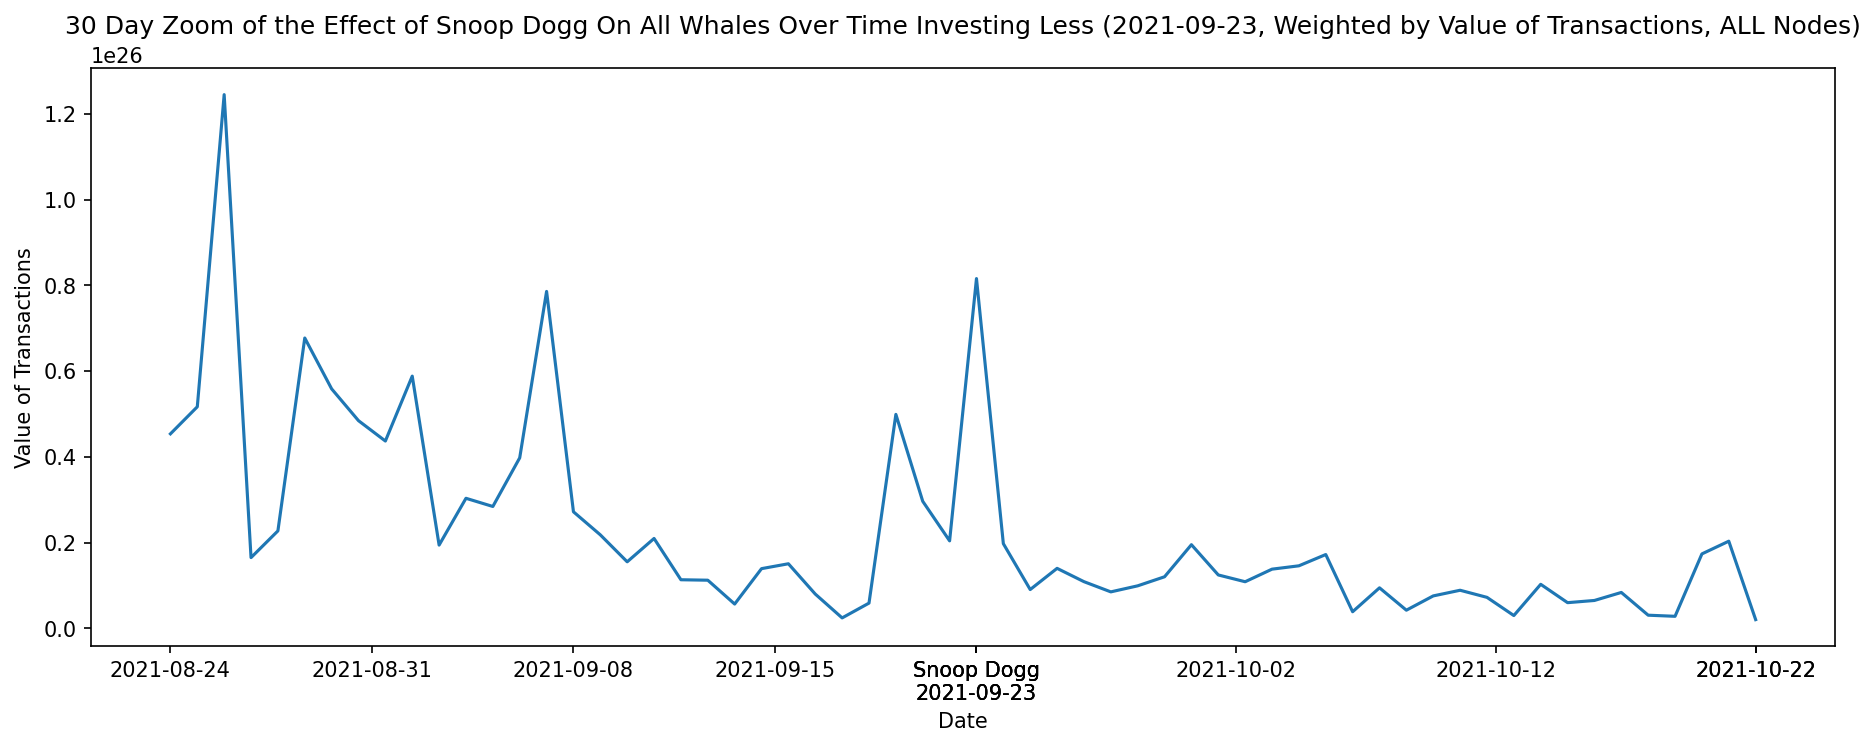 30 Day Zoom of the Effect of Snoop Dogg On All Whales Over Time Investing Less (2021-09-23, Weighted by Value of Transactions, ALL Nodes)
1e26
1.2
1.0
0.8
0.6
0.4
0.2
0.0
Value of Transactions
2021-08-24 2021-08-31 2021-09-08 2021-09-15 Snoop Dogg 2021-10-02 2021-10-12 2021-10-22
2021-09-23
Date